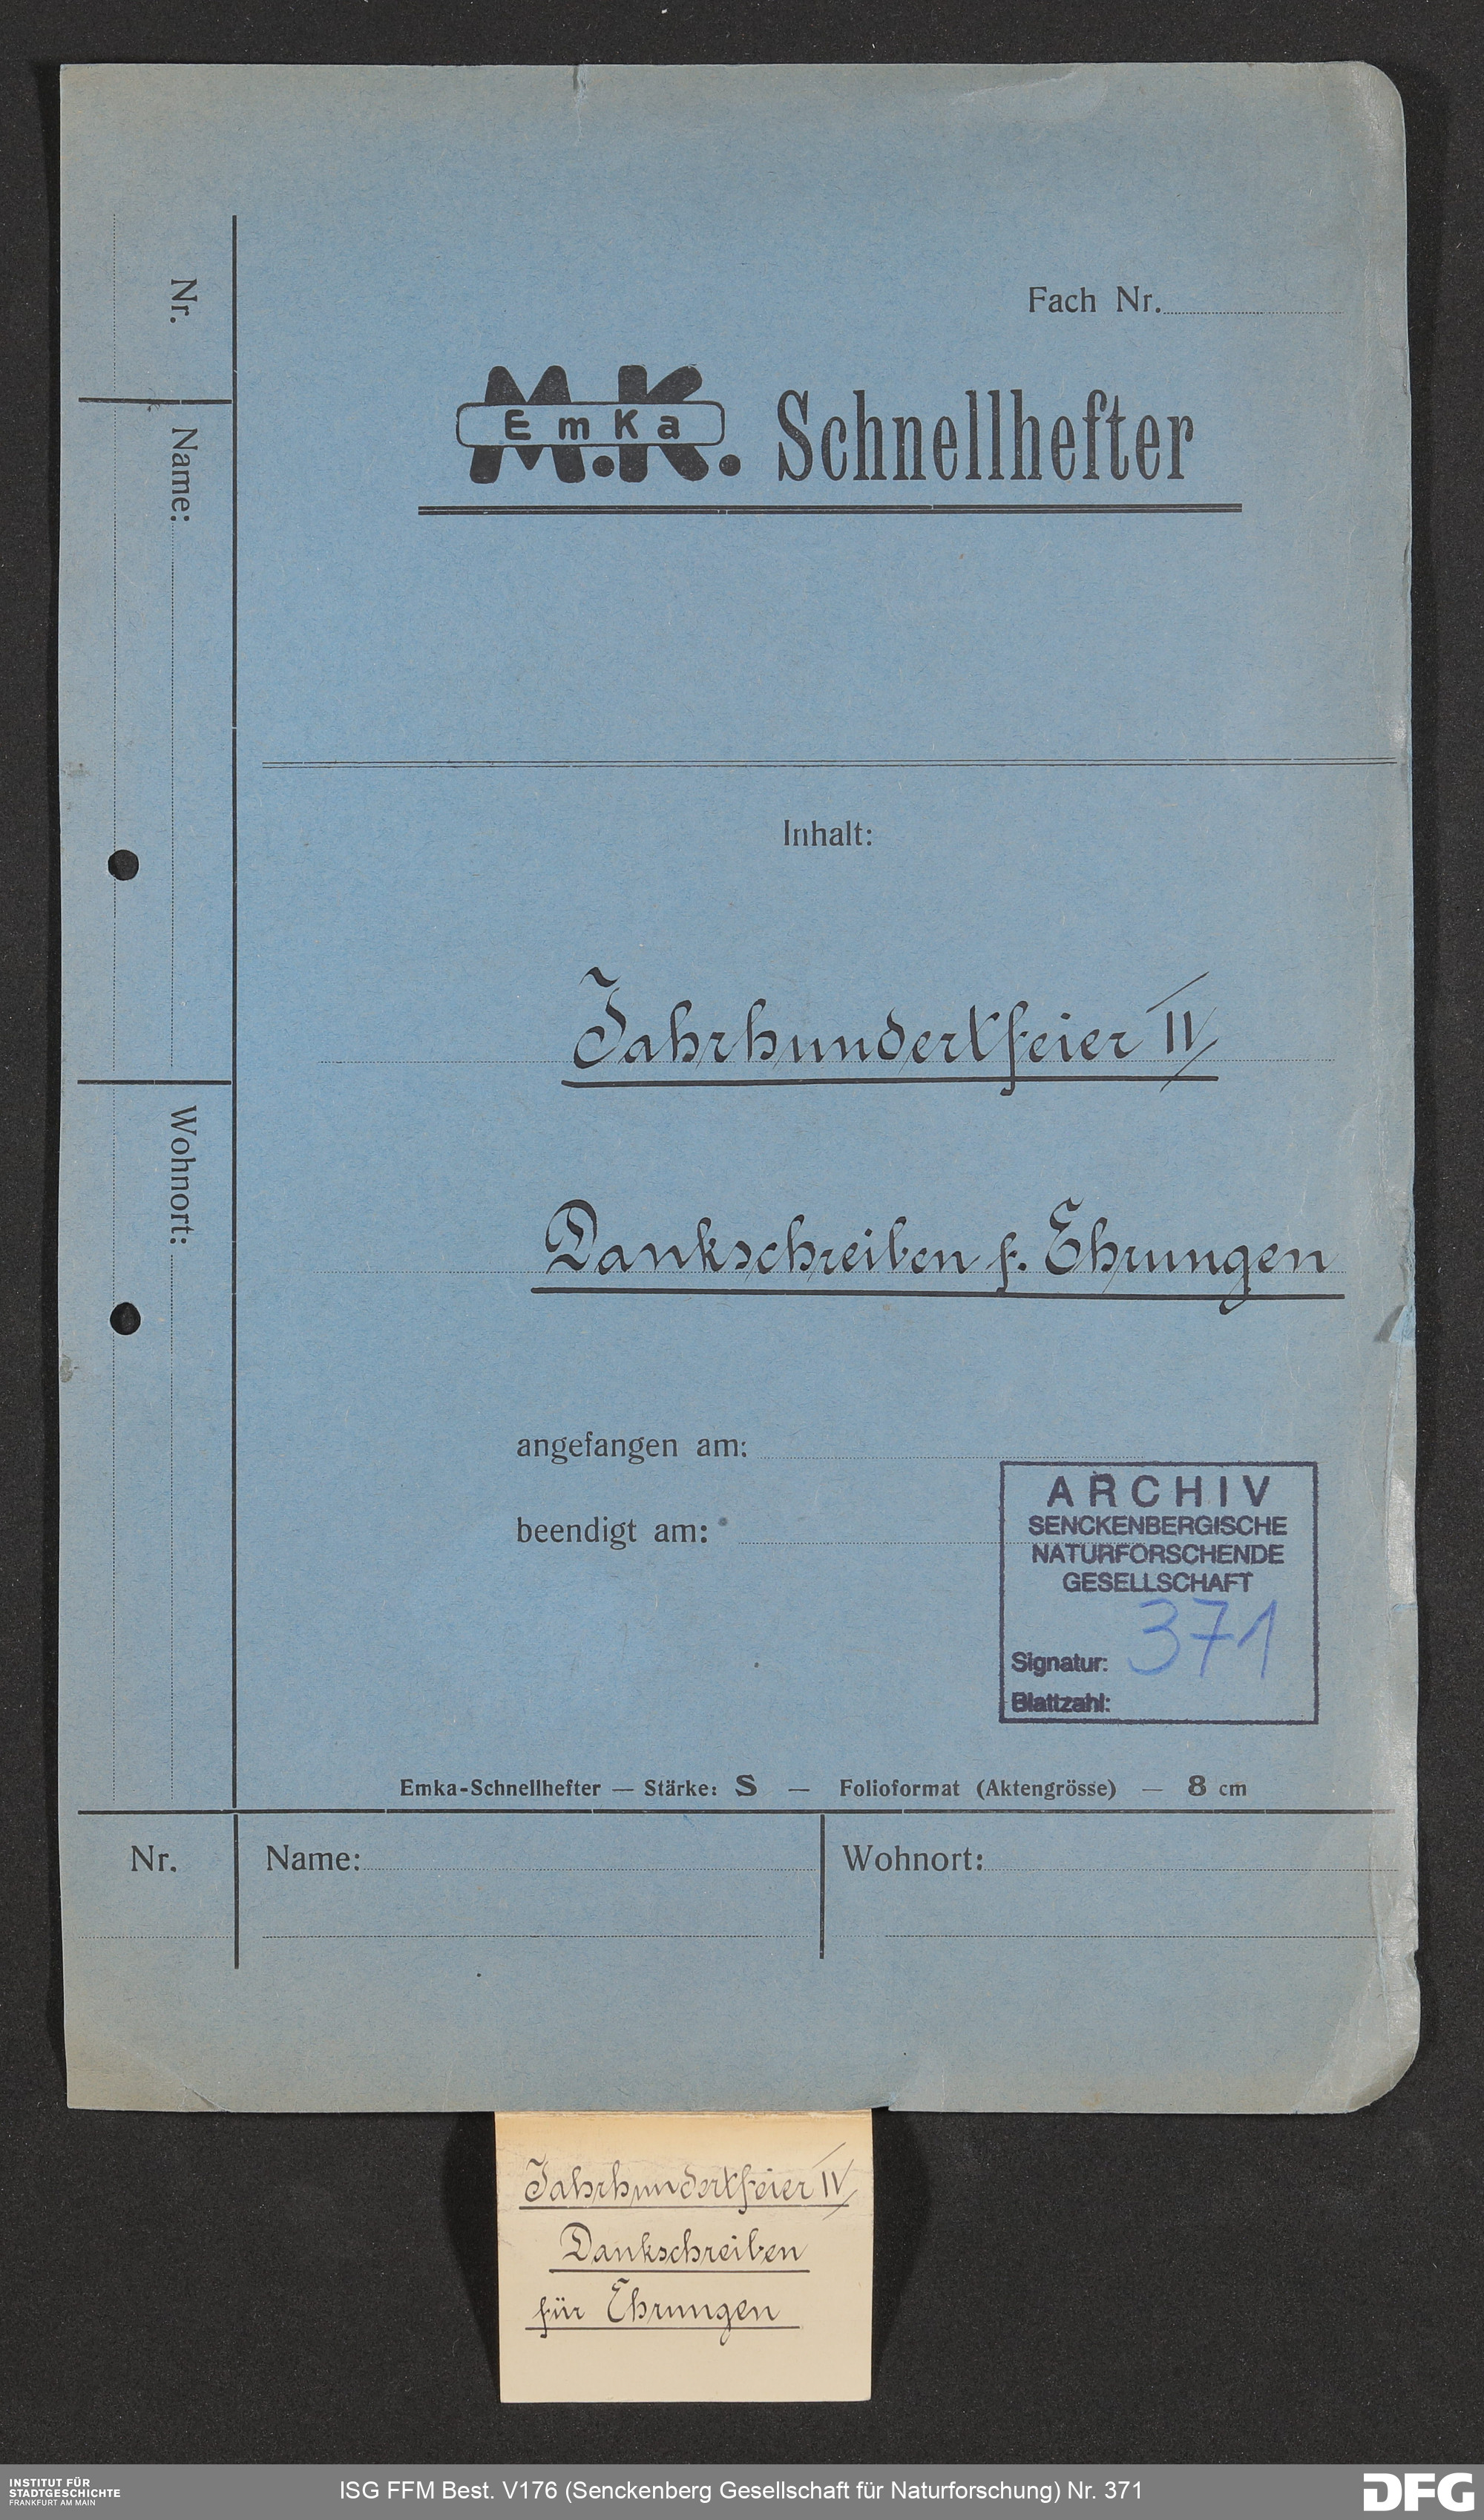 Fach Nr.
M.K.
EmKa
Schnellhefter
Inhalt:
Jahrhundertfeier IV
Dankschreiben f. Ehrungen
angefangen am:
beendigt am:
ARCHIV
SENCKENBERGISCHE
NATURFORSCHENDE
GESELLSCHAFT
Signatur: 371
Blattzahl:
Emka-Schnellhefter — Stärke: S — Folioformat (Aktengrösse) — 8 cm
Nr.
Name:
Wohnort:
Nr.
Name:
Wohnort:
Jahrhundertfeier IV
Dankschreiben
für Ehrungen
INSTITUT FÜR
STADTGESCHICHTE
FRANKFURT AM MAIN
ISG FFM Best. V176 (Senckenberg Gesellschaft für Naturforschung) Nr. 371
DFG